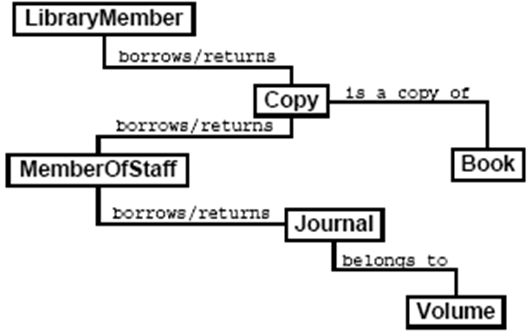 LibraryMember
borrows/returns
Copy
is a copy of
borrows/returns
MemberOfStaff
Book
borrows/returns
Journal
belongs to
Volume